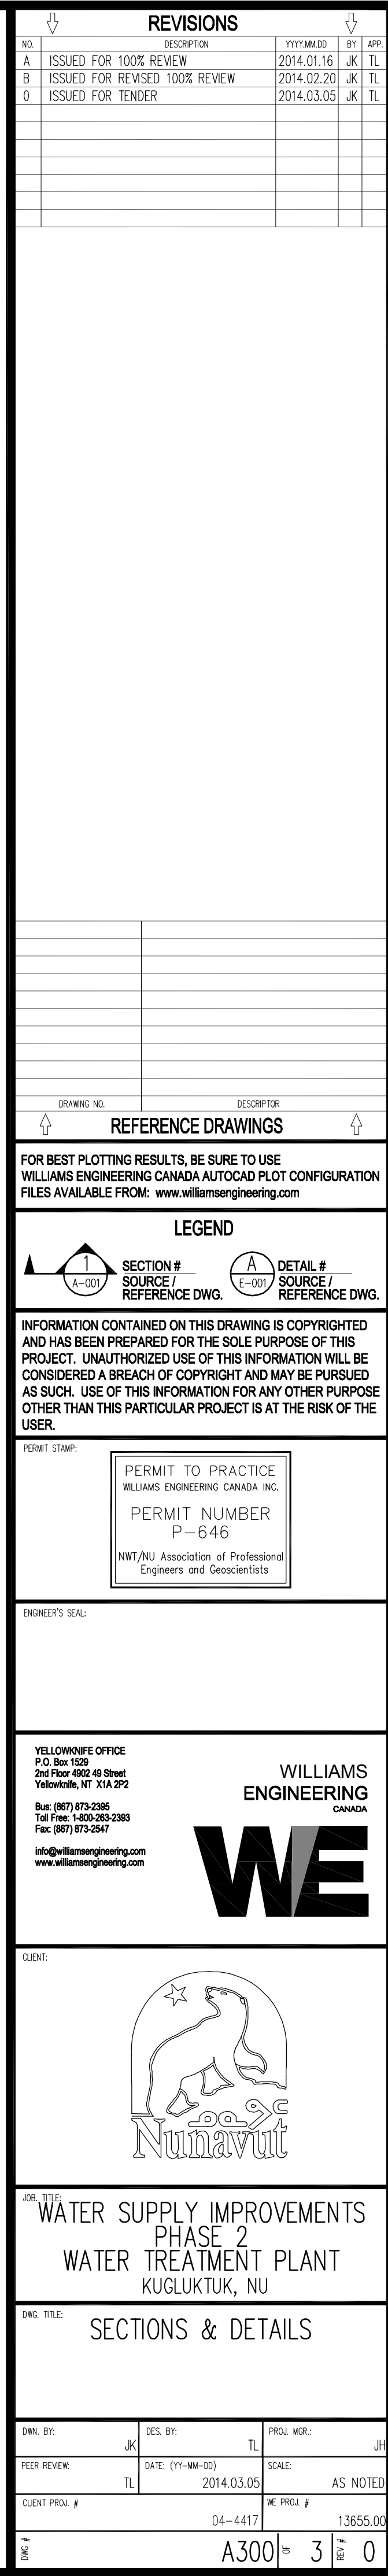 REVISIONS
NO. DESCRIPTION YYYY.MM.DD BY APP.
A ISSUED FOR 100% REVIEW 2014.01.16 JK TL
B ISSUED FOR REVISED 100% REVIEW 2014.02.20 JK TL
0 ISSUED FOR TENDER 2014.03.05 JK TL
DRAWING NO. DESCRIPTOR
REFERENCE DRAWINGS
FOR BEST PLOTTING RESULTS, BE SURE TO USE
WILLIAMS ENGINEERING CANADA AUTOCAD PLOT CONFIGURATION
FILES AVAILABLE FROM: www.williamsengineering.com
LEGEND
1
A-001
SECTION #
SOURCE /
REFERENCE DWG.
A
E-001
DETAIL #
SOURCE /
REFERENCE DWG.
INFORMATION CONTAINED ON THIS DRAWING IS COPYRIGHTED
AND HAS BEEN PREPARED FOR THE SOLE PURPOSE OF THIS
PROJECT. UNAUTHORIZED USE OF THIS INFORMATION WILL BE
CONSIDERED A BREACH OF COPYRIGHT AND MAY BE PURSUED
AS SUCH. USE OF THIS INFORMATION FOR ANY OTHER PURPOSE
OTHER THAN THIS PARTICULAR PROJECT IS AT THE RISK OF THE
USER.
PERMIT STAMP:
PERMIT TO PRACTICE
WILLIAMS ENGINEERING CANADA INC.
PERMIT NUMBER
P-646
NWT/NU Association of Professional
Engineers and Geoscientists
ENGINEER'S SEAL:
YELLOWKNIFE OFFICE
P.O. Box 1529
2nd Floor 4902 49 Street
Yellowknife, NT X1A 2P2
Bus: (867) 873-2395
Toll Free: 1-800-263-2393
Fax: (867) 873-2547
info@williamsengineering.com
www.williamsengineering.com
WILLIAMS
ENGINEERING
CANADA
WE
CLIENT:
ᓄᓇᕗᑦ
Nunavut
JOB. TITLE:
WATER SUPPLY IMPROVEMENTS
PHASE 2
WATER TREATMENT PLANT
KUGLUKTUK, NU
DWG. TITLE:
SECTIONS & DETAILS
DWN. BY: DES. BY: PROJ. MGR.:
JK TL JH
PEER REVIEW: DATE: (YY-MM-DD) SCALE:
TL 2014.03.05 AS NOTED
CLIENT PROJ. # WE PROJ. #
04-4417 13655.00
DWG # A300 OF 3 REV # 0